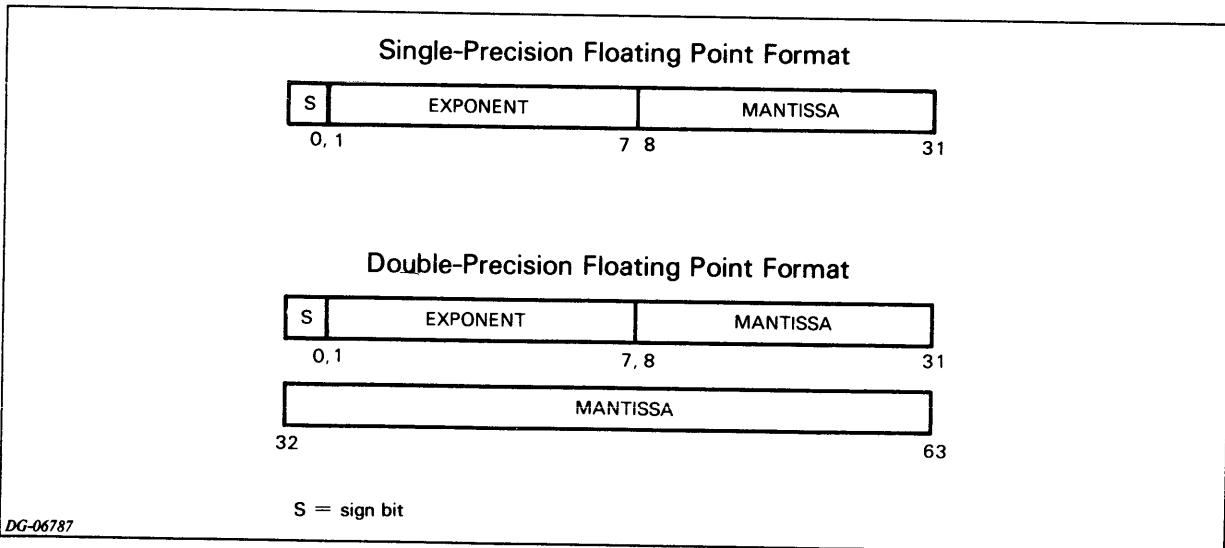 Single-Precision Floating Point Format
S EXPONENT MANTISSA
0, 1 7 8 31
Double-Precision Floating Point Format
S EXPONENT MANTISSA
0,1 7, 8 31
MANTISSA
32 63
S = sign bit
DG-06787